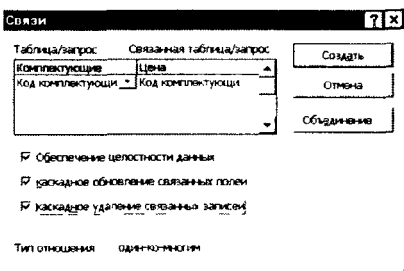 Связи
Таблица/запрос: Связанная таблица/запрос:
Создать
Комплектующие Цена
Код комплектующи Код комплектующи
Отмена
Объединение
Обеспечение целостности данных
каскадное обновление связанных полей
каскадное удаление связанных записей
Тип отношения: один-ко-многим